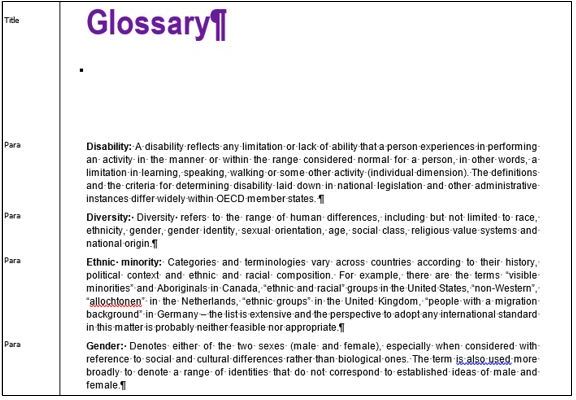 Title
Glossary¶
Para
Disability: A disability reflects any limitation or lack of ability that a person experiences in performing
an activity in the manner or within the range considered normal for a person, in other words, a
limitation in learning, speaking, walking or some other activity (individual dimension). The definitions
and the criteria for determining disability laid down in national legislation and other administrative
instances differ widely within OECD member states. ¶
Para
Diversity: Diversity refers to the range of human differences, including but not limited to race,
ethnicity, gender, gender identity, sexual orientation, age, social class, religious value systems and
national origin.¶
Para
Ethnic minority: Categories and terminologies vary across countries according to their history,
political context and ethnic and racial composition. For example, there are the terms “visible
minorities” and Aboriginals in Canada, “ethnic and racial” groups in the United States, “non-Western”,
“allochtonen” in the Netherlands, “ethnic groups” in the United Kingdom, “people with a migration
background” in Germany – the list is extensive and the perspective to adopt any international standard
in this matter is probably neither feasible nor appropriate.¶
Para
Gender: Denotes either of the two sexes (male and female), especially when considered with
reference to social and cultural differences rather than biological ones. The term is also used more
broadly to denote a range of identities that do not correspond to established ideas of male and
female.¶